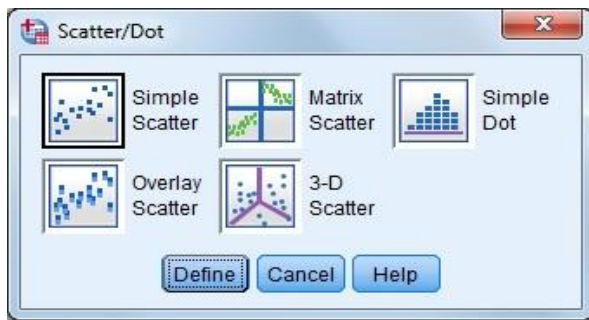 Scatter/Dot
Simple
Scatter
Matrix
Scatter
Simple
Dot
Overlay
Scatter
3-D
Scatter
Define
Cancel
Help